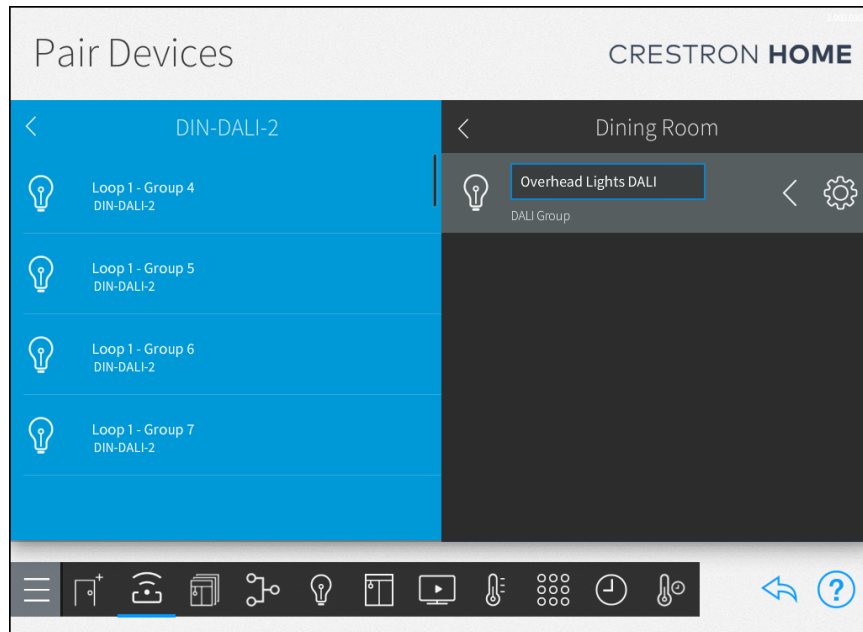 Pair Devices
CRESTRON HOME
DIN-DALI-2
Loop 1 - Group 4
DIN-DALI-2
Loop 1 - Group 5
DIN-DALI-2
Loop 1 - Group 6
DIN-DALI-2
Loop 1 - Group 7
DIN-DALI-2
Dining Room
Overhead Lights DALI
DALI Group
?